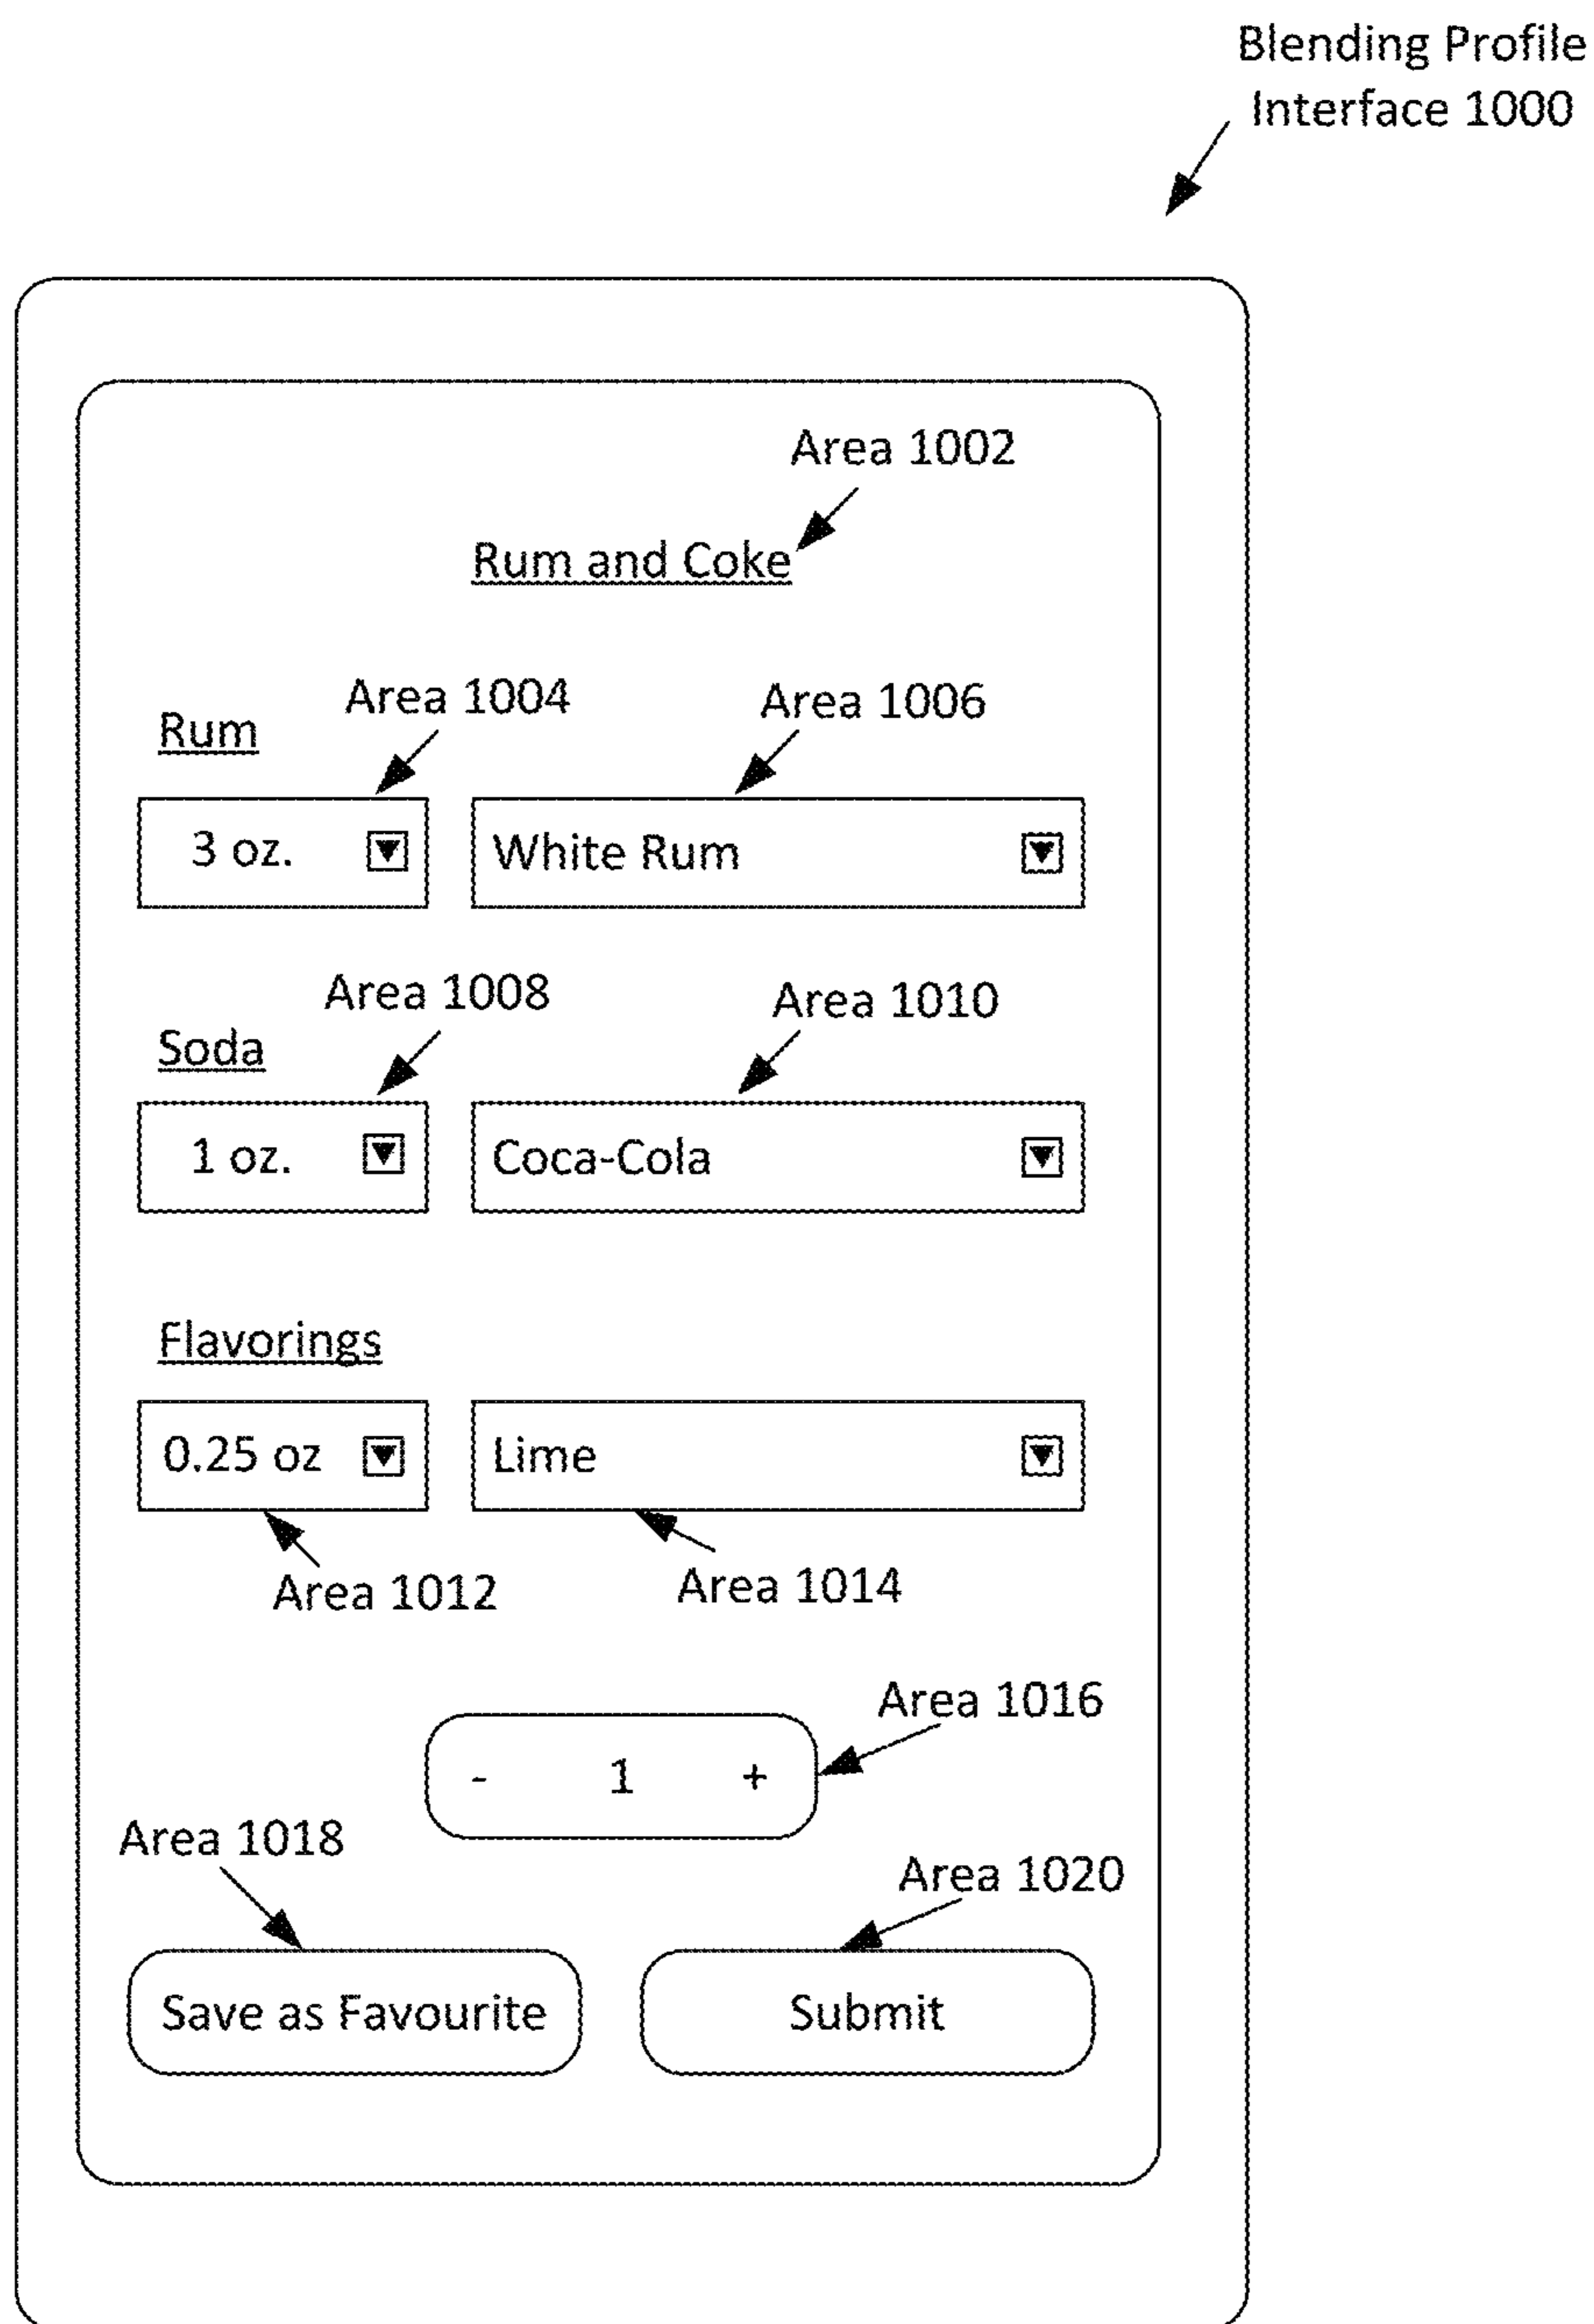 Blending Profile
Interface 1000
Area 1002
Rum and Coke
Area 1004
Area 1006
Rum
3 oz.
White Rum
Area 1008
Area 1010
Soda
1 oz.
Coca-Cola
Flavorings
0.25 oz
Lime
Area 1012
Area 1014
Area 1016
- 1 +
Area 1018
Area 1020
Save as Favourite
Submit